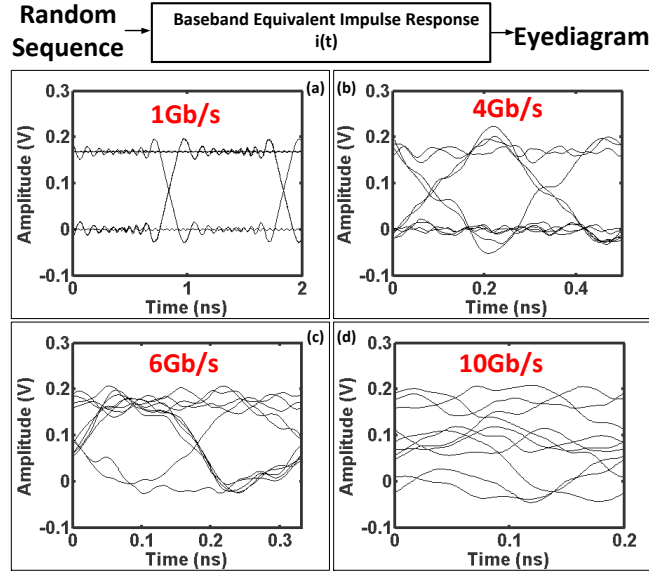 Random
Sequence
Baseband Equivalent Impulse Response
i(t)
Eyediagram
(a)
1Gb/s
0.3
0.2
0.1
0
-0.1
Amplitude (V)
0
1
2
Time (ns)
(b)
4Gb/s
0.3
0.2
0.1
0
-0.1
Amplitude (V)
0
0.2
0.4
Time (ns)
(c)
6Gb/s
0.3
0.2
0.1
0
-0.1
Amplitude (V)
0
0.1
0.2
0.3
Time (ns)
(d)
10Gb/s
0.3
0.2
0.1
0
-0.1
Amplitude (V)
0
0.1
0.2
Time (ns)